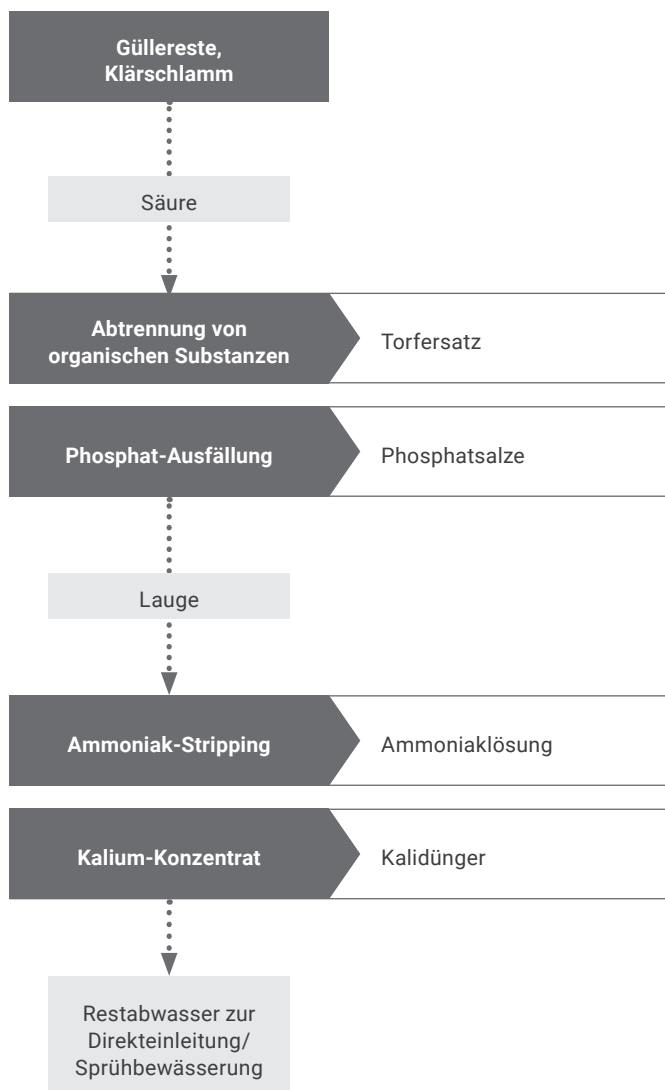 Güllereste,
Klärschlamm
Säure
Abtrennung von
organischen Substanzen
Torfersatz
Phosphat-Ausfällung
Phosphatsalze
Lauge
Ammoniak-Stripping
Ammoniaklösung
Kalium-Konzentrat
Kalidünger
Restabwasser zur
Direkteinleitung/
Sprühbewässerung